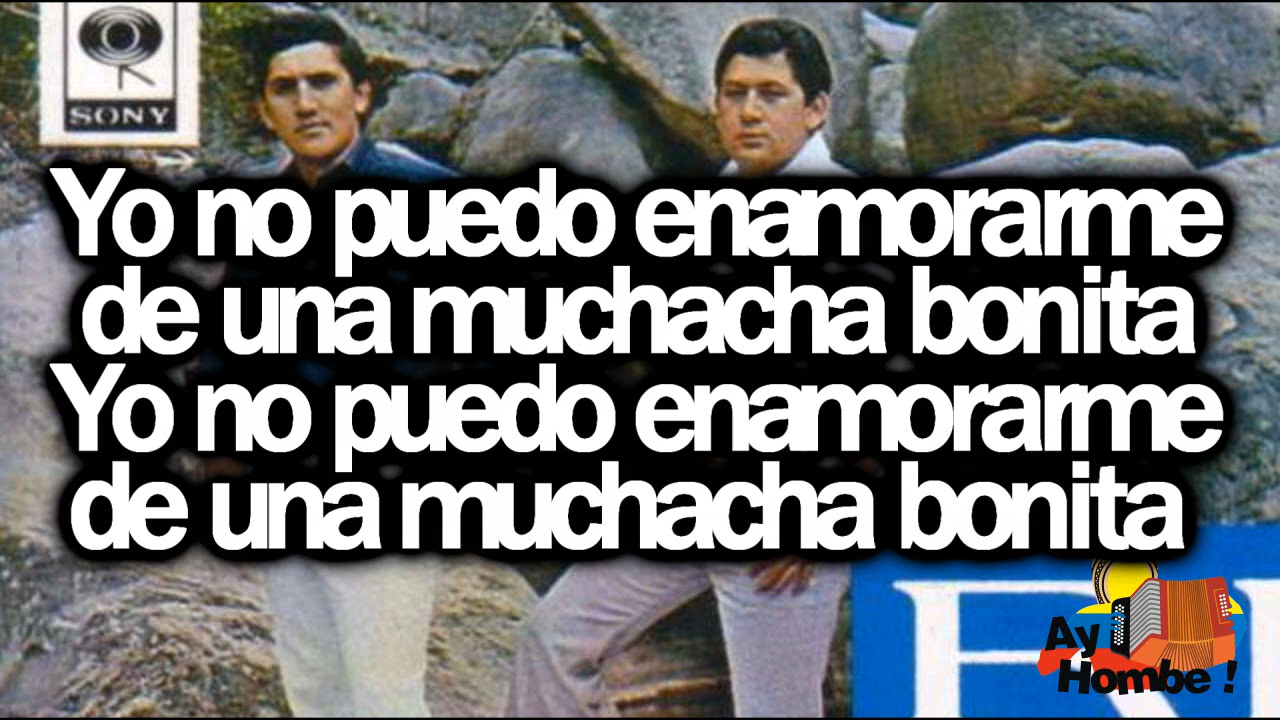 SONY
Yo no puedo enamorarme
de una muchacha bonita
Yo no puedo enamorarme
de una muchacha bonita
Ay
Hombe !